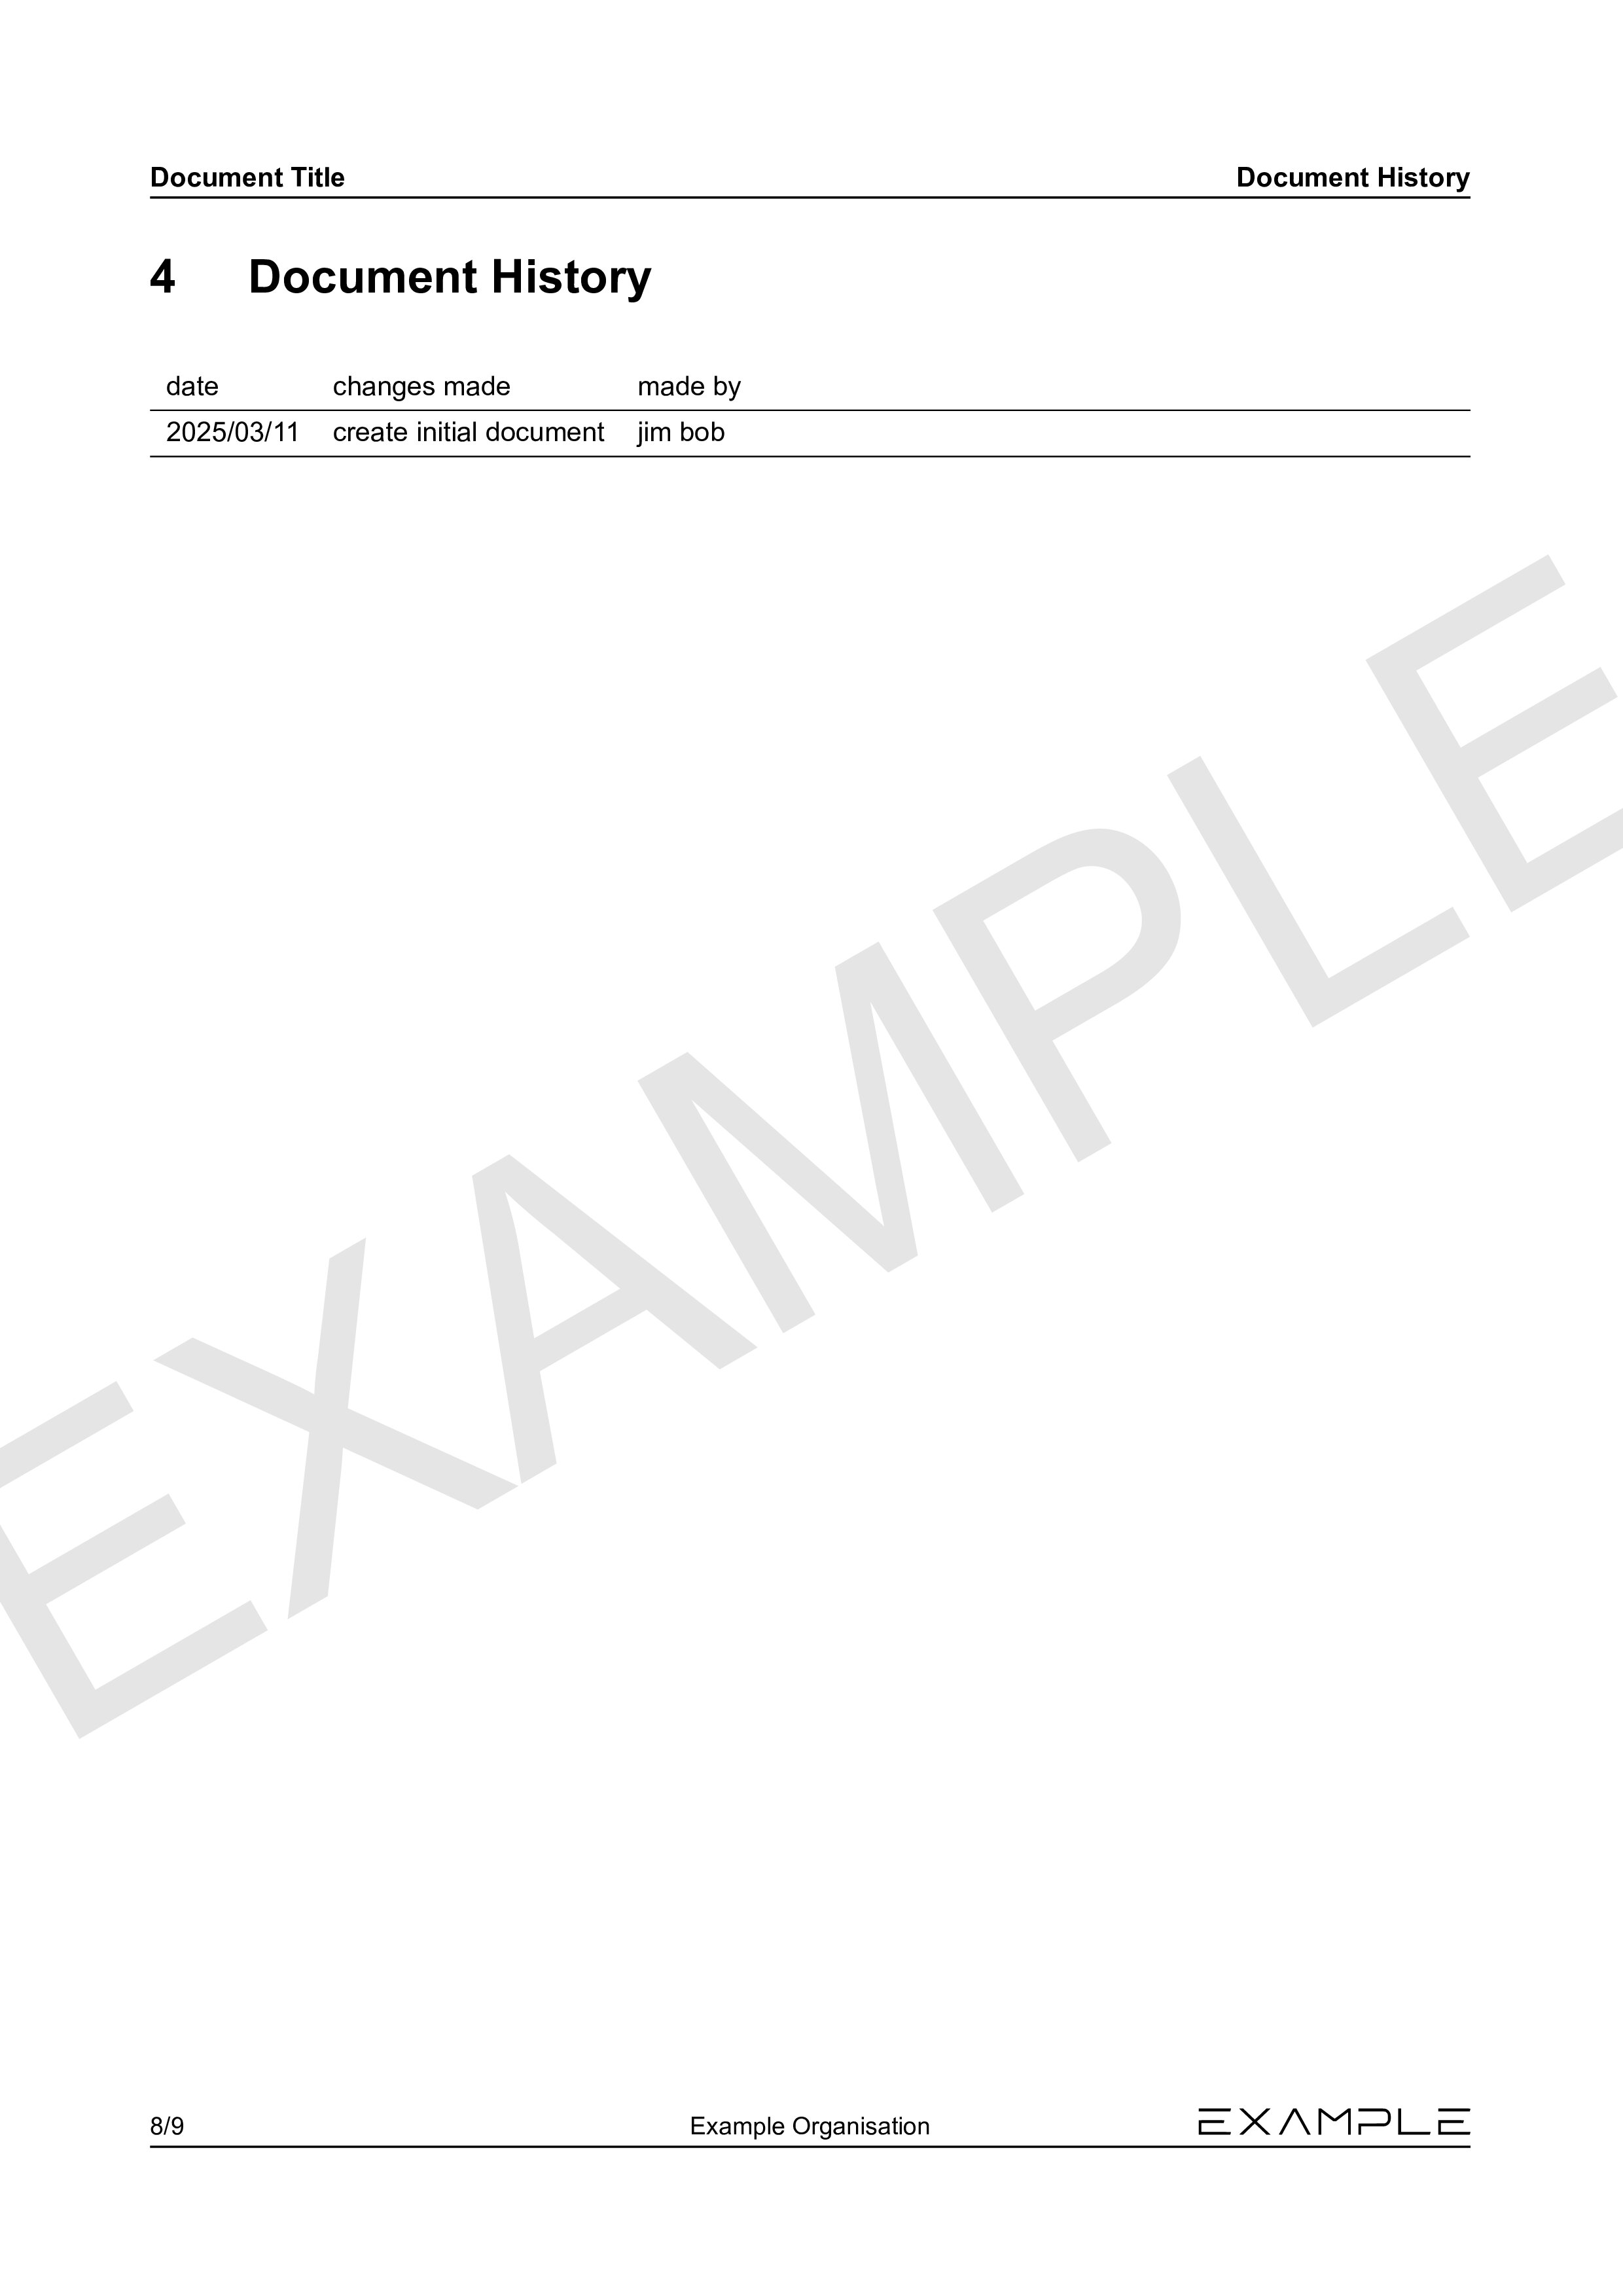 Document Title Document History
4 Document History
date changes made made by
2025/03/11 create initial document jim bob
EXAMPLE
8/9 Example Organisation EXAMPLE